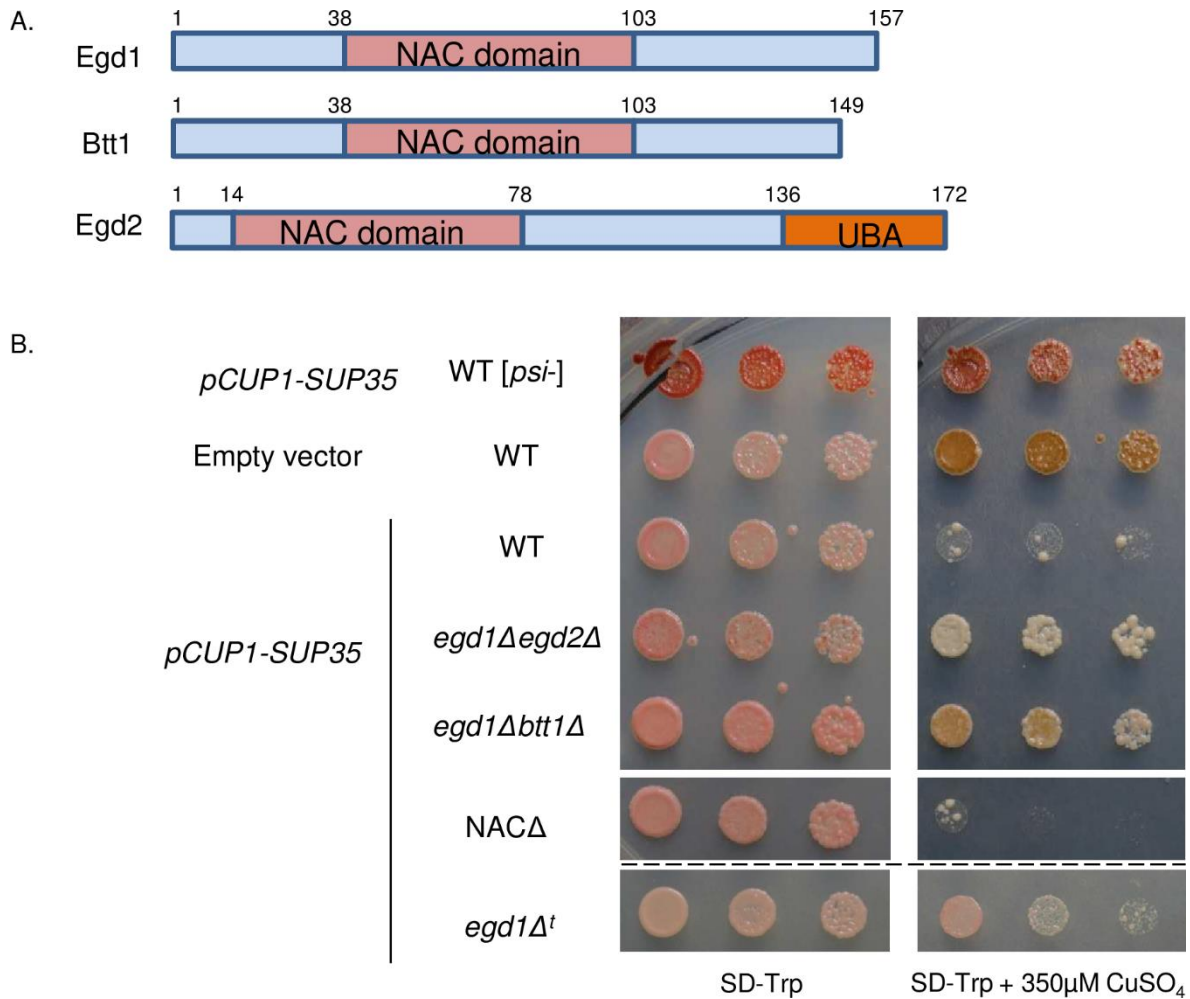 A.
1 38 103 157
Egd1 NAC domain
1 38 103 149
Btt1 NAC domain
1 14 78 136 172
Egd2 NAC domain UBA
B.
pCUP1-SUP35 WT [psi-]
Empty vector WT
WT
egd1Δegd2Δ
pCUP1-SUP35
egd1Δbtt1Δ
NACΔ
egd1Δᵗ
SD-Trp SD-Trp + 350µM CuSO₄